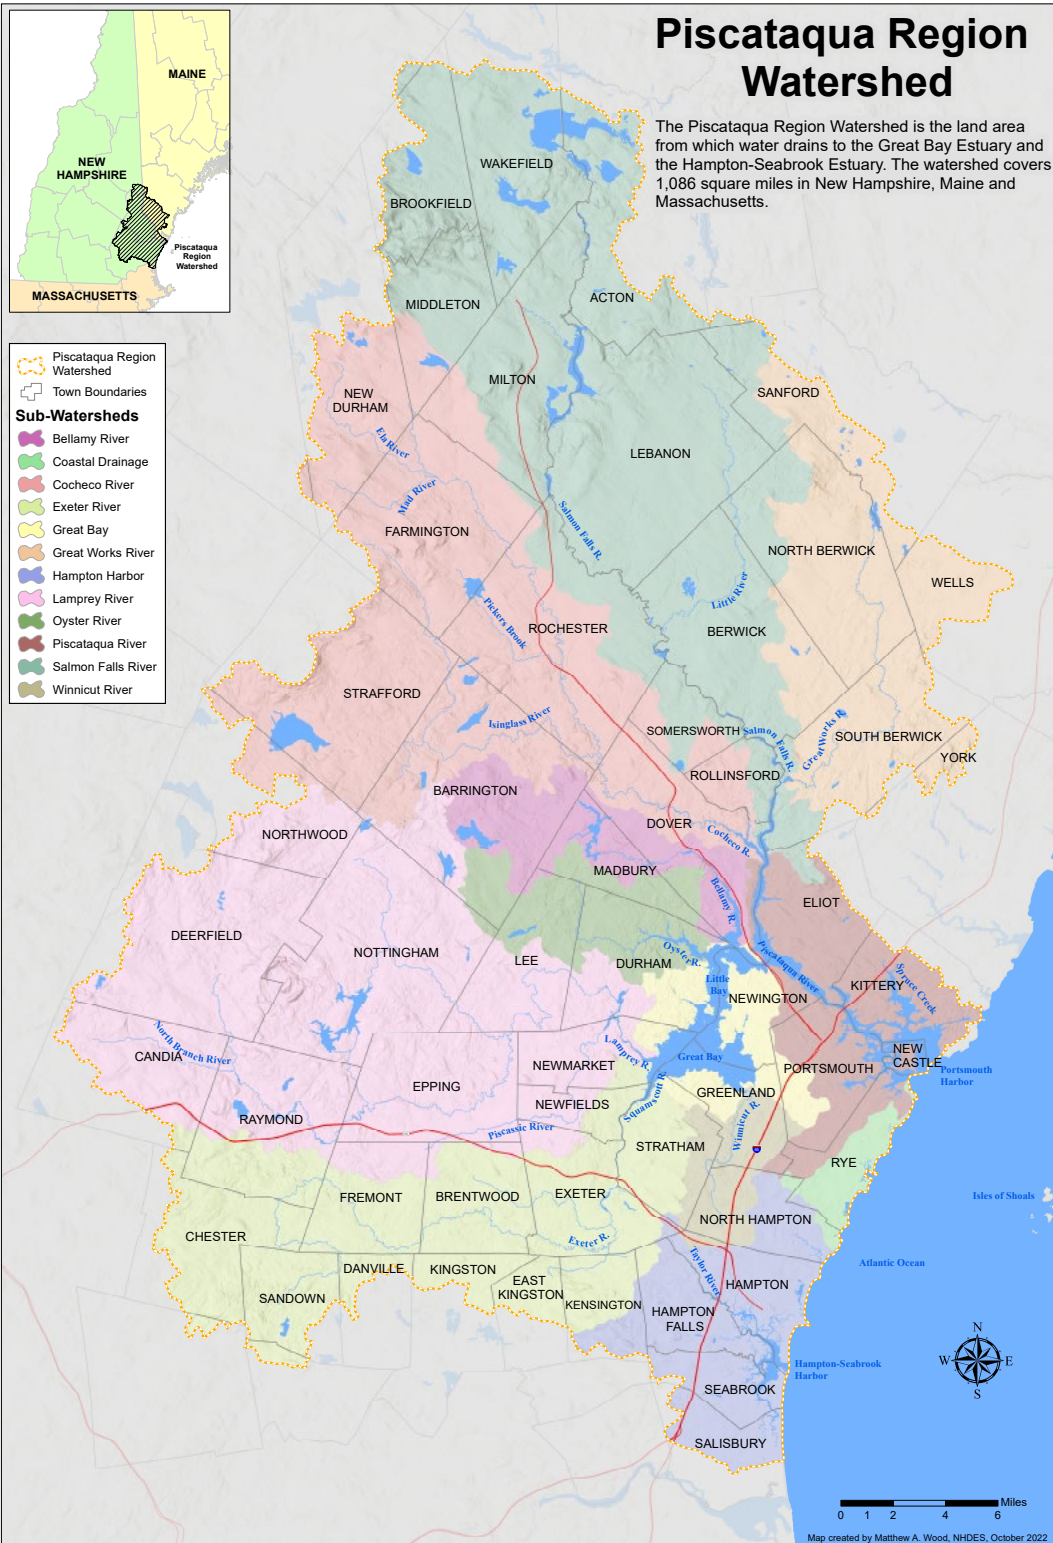 Piscataqua Region
Watershed
The Piscataqua Region Watershed is the land area
from which water drains to the Great Bay Estuary and
the Hampton-Seabrook Estuary. The watershed covers
1,086 square miles in New Hampshire, Maine and
Massachusetts.
MAINE
NEW
HAMPSHIRE
Piscataqua
Region
Watershed
MASSACHUSETTS
Piscataqua Region
Watershed
Town Boundaries
Sub-Watersheds
Bellamy River
Coastal Drainage
Cocheco River
Exeter River
Great Bay
Great Works River
Hampton Harbor
Lamprey River
Oyster River
Piscataqua River
Salmon Falls River
Winnicut River
WAKEFIELD
BROOKFIELD
ACTON
MIDDLETON
MILTON
NEW
DURHAM
SANFORD
Ela River
LEBANON
Mad River
Salmon Falls R.
FARMINGTON
NORTH BERWICK
WELLS
Little River
Pickers Brook
ROCHESTER
BERWICK
STRAFFORD
Isinglass River
SOMERSWORTH
Salmon Falls R.
Great Works R.
SOUTH BERWICK
YORK
ROLLINSFORD
BARRINGTON
NORTHWOOD
DOVER
Cocheco R.
MADBURY
Bellamy R.
ELIOT
DEERFIELD
NOTTINGHAM
LEE
Oyster R.
DURHAM
Piscataqua River
Little
Bay
NEWINGTON
KITTERY
Spruce Creek
North Branch River
CANDIA
Lamprey R.
Great Bay
NEW
CASTLE
Portsmouth
Harbor
NEWMARKET
PORTSMOUTH
EPPING
GREENLAND
Squamscott R.
NEWFIELDS
RAYMOND
Piscassic River
Winnicut R.
STRATHAM
RYE
FREMONT
BRENTWOOD
EXETER
Isles of Shoals
NORTH HAMPTON
CHESTER
Exeter R.
Taylor River
Atlantic Ocean
DANVILLE
KINGSTON
EAST
KINGSTON
HAMPTON
SANDOWN
KENSINGTON
HAMPTON
FALLS
N
W
E
S
Hampton-Seabrook
Harbor
SEABROOK
SALISBURY
Miles
0 1 2 4 6
Map created by Matthew A. Wood, NHDES, October 2022